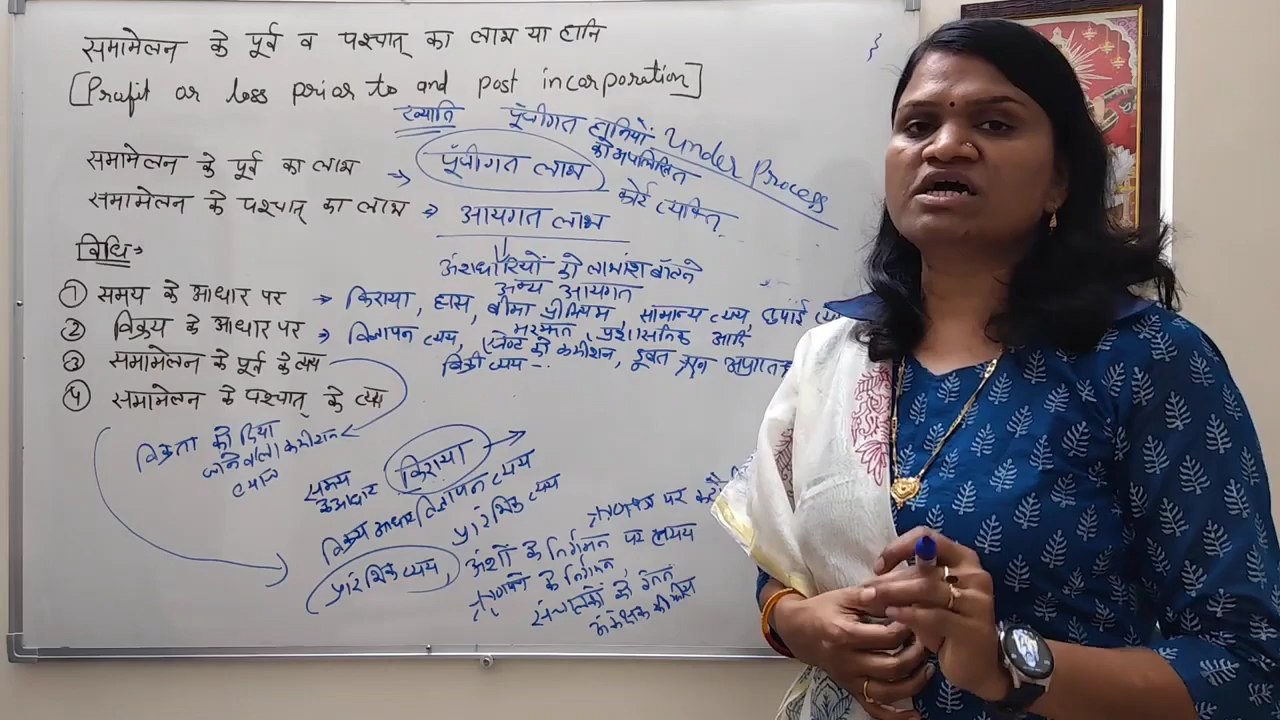 समामेलन के पूर्व व पश्चात् का लाभ या हानि
[Profit or loss prior to and post incorporation]
ख्याति पूँजीगत हानियों under Process
को अपलिखित
समामेलन के पूर्व का लाभ → पूँजीगत लाभ
कोई व्यक्ति
समामेलन के पश्चात् का लाभ → आयगत लाभ
विधि→
अंशधारियों को लाभांश बाँटने
अन्य आयगत
① समय के आधार पर → किराया, ह्रास, बीमा प्रीमियम, सामान्य व्यय, छपाई
मरम्मत, प्रशासनिक आदि
② विक्रय के आधार पर → विज्ञापन व्यय, एजेन्ट को कमीशन, डूबत ऋण
बिक्री व्यय --
③ समामेलन के पूर्व के व्यय
④ समामेलन के पश्चात् के व्यय
विक्रेता को दिया
जाने वाला कमीशन
ब्याज
समय
के आधार किराया
विक्रय आधार विज्ञापन व्यय
प्रारंभिक व्यय
प्रारंभिक व्यय, अंशों के निर्गमन पर व्यय
ऋणपत्र पर
ऋणपत्रों के निर्गमन,
संचालकों को वेतन
अंकेक्षक की फीस